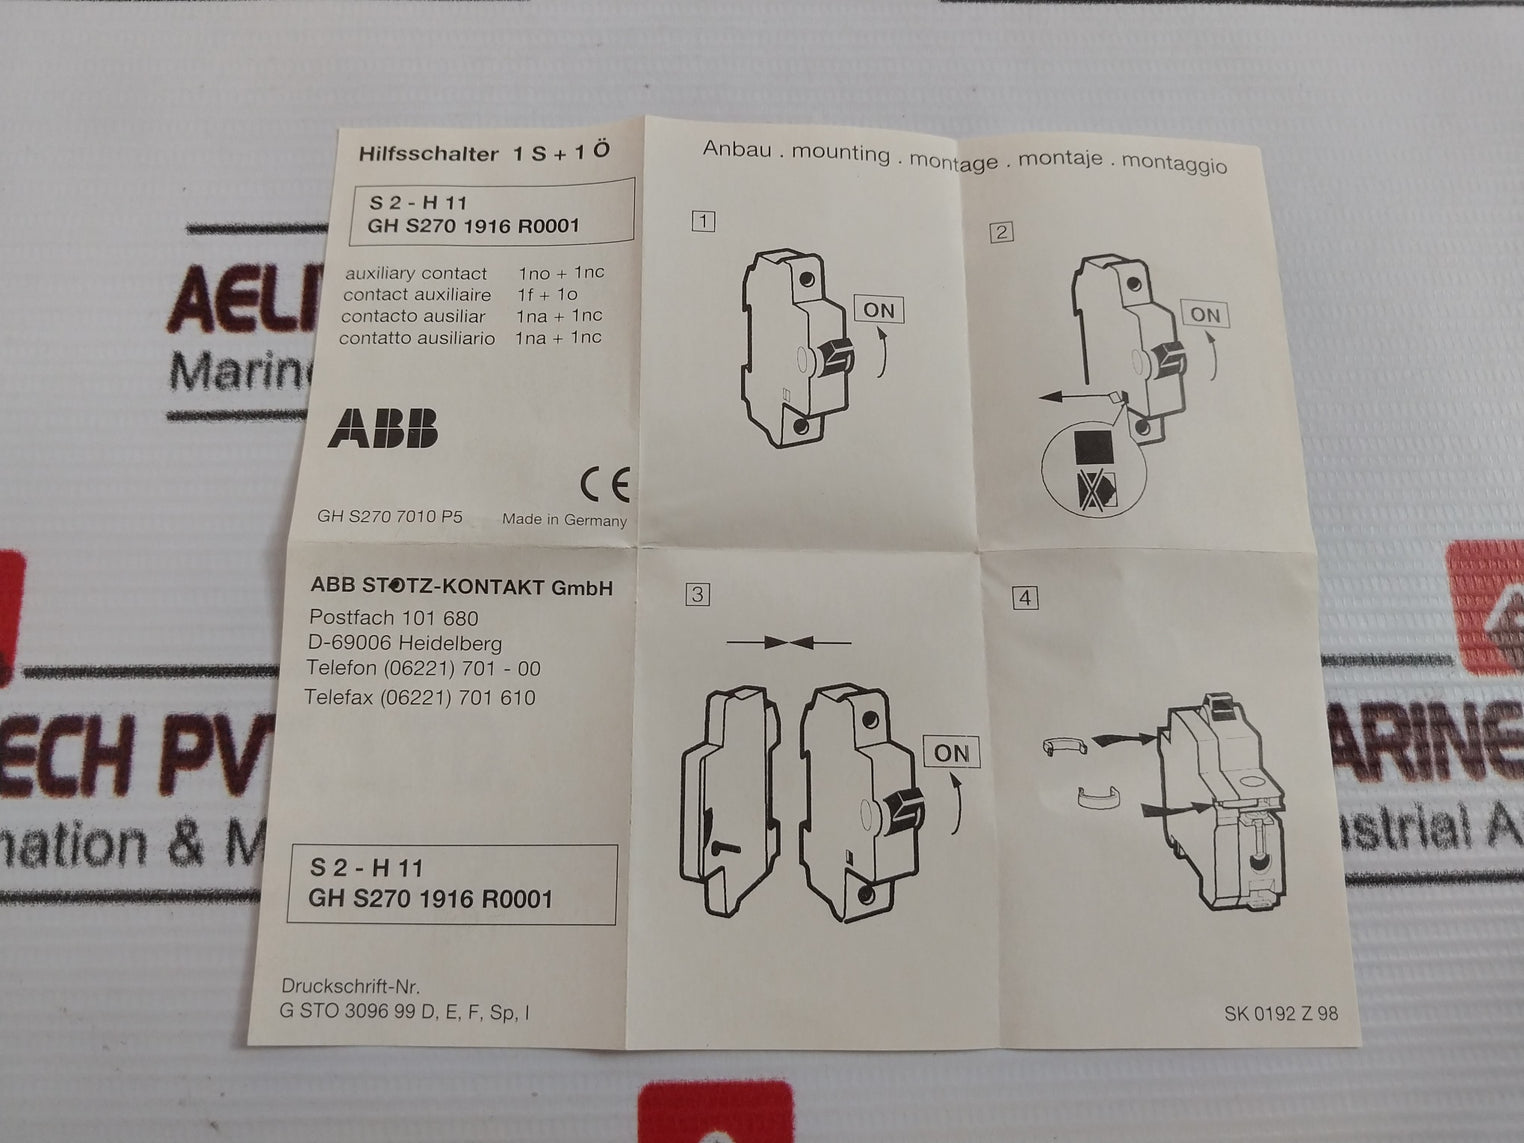 Hilfsschalter 1 S + 1 Ö
S 2 - H 11
GH S270 1916 R0001
auxiliary contact 1no + 1nc
contact auxiliaire 1f + 1o
contacto ausiliar 1na + 1nc
contatto ausiliario 1na + 1nc
ABB
CE
GH S270 7010 P5 Made in Germany
ABB STOTZ-KONTAKT GmbH
Postfach 101 680
D-69006 Heidelberg
Telefon (06221) 701 - 00
Telefax (06221) 701 610
S 2 - H 11
GH S270 1916 R0001
Druckschrift-Nr.
G STO 3096 99 D, E, F, Sp, I
Anbau . mounting . montage . montaje . montaggio
1
ON
2
ON
3
ON
4
SK 0192 Z 98
AELI
Marine
ECH PV
nation & M
ARINE
strial A